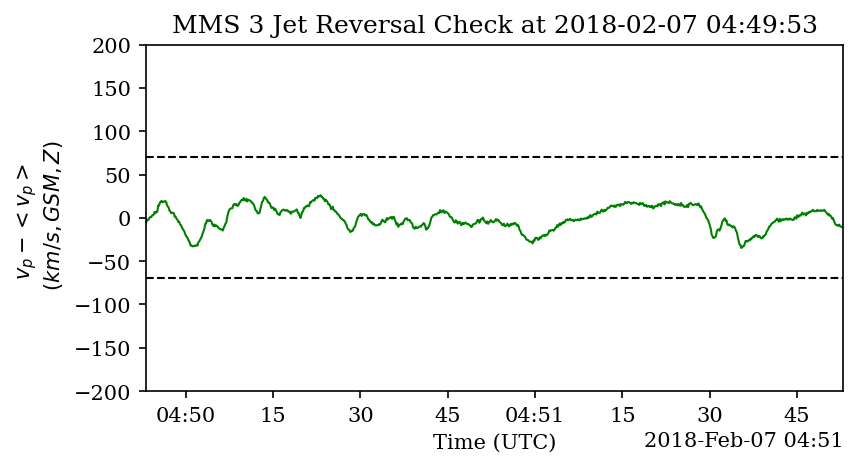 MMS 3 Jet Reversal Check at 2018-02-07 04:49:53
200
150
100
50
0
−50
−100
−150
−200
v_p − < v_p >
(km/s, GSM, Z)
04:50 15 30 45 04:51 15 30 45
Time (UTC)
2018-Feb-07 04:51